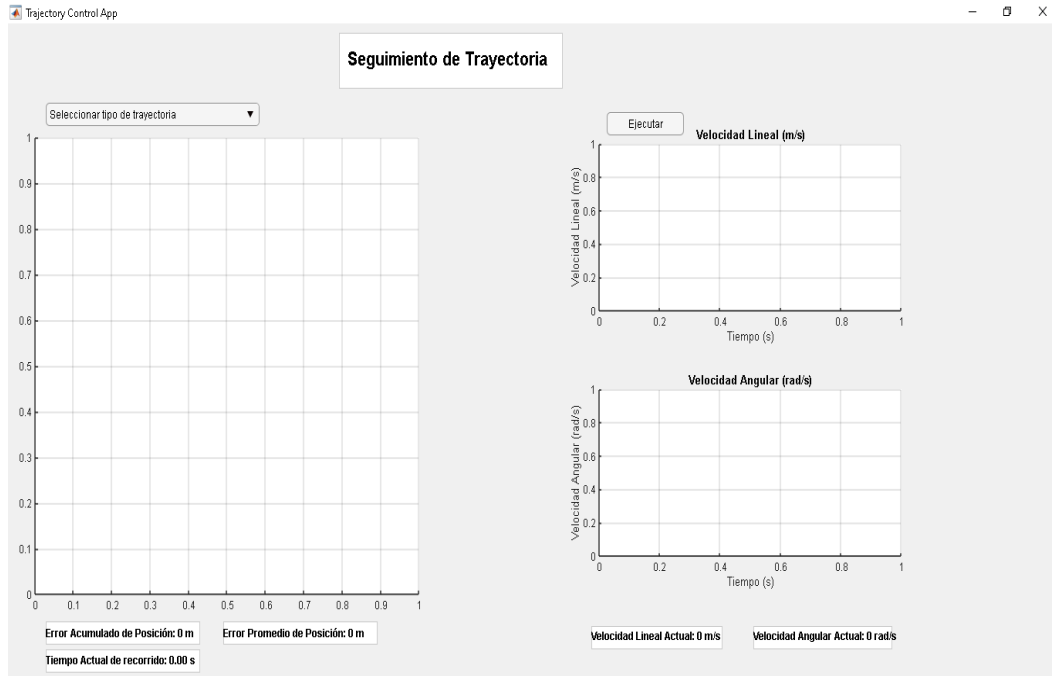 Trajectory Control App
Seguimiento de Trayectoria
Seleccionar tipo de trayectoria
1
0.9
0.8
0.7
0.6
0.5
0.4
0.3
0.2
0.1
0
0 0.1 0.2 0.3 0.4 0.5 0.6 0.7 0.8 0.9 1
Error Acumulado de Posición: 0 m
Error Promedio de Posición: 0 m
Tiempo Actual de recorrido: 0.00 s
Ejecutar
Velocidad Lineal (m/s)
Velocidad Lineal (m/s)
1
0.8
0.6
0.4
0.2
0
0 0.2 0.4 0.6 0.8 1
Tiempo (s)
Velocidad Angular (rad/s)
Velocidad Angular (rad/s)
1
0.8
0.6
0.4
0.2
0
0 0.2 0.4 0.6 0.8 1
Tiempo (s)
Velocidad Lineal Actual: 0 m/s
Velocidad Angular Actual: 0 rad/s